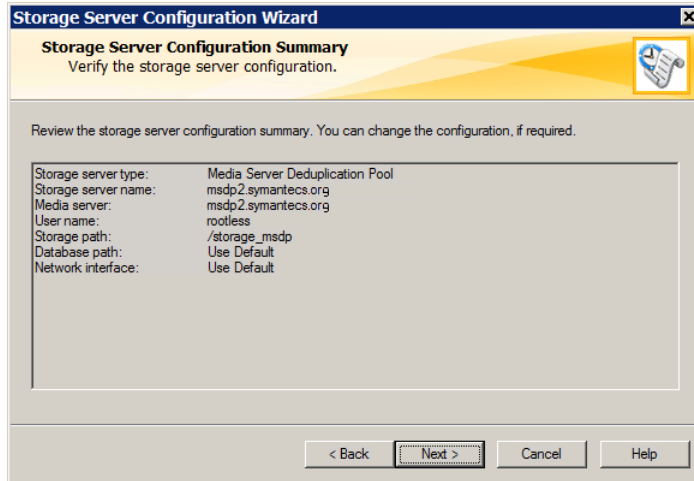 Storage Server Configuration Wizard
Storage Server Configuration Summary
Verify the storage server configuration.
Review the storage server configuration summary. You can change the configuration, if required.
Storage server type: Media Server Deduplication Pool
Storage server name: msdp2.symantecs.org
Media server: msdp2.symantecs.org
User name: rootless
Storage path: /storage_msdp
Database path: Use Default
Network interface: Use Default
< Back Next > Cancel Help